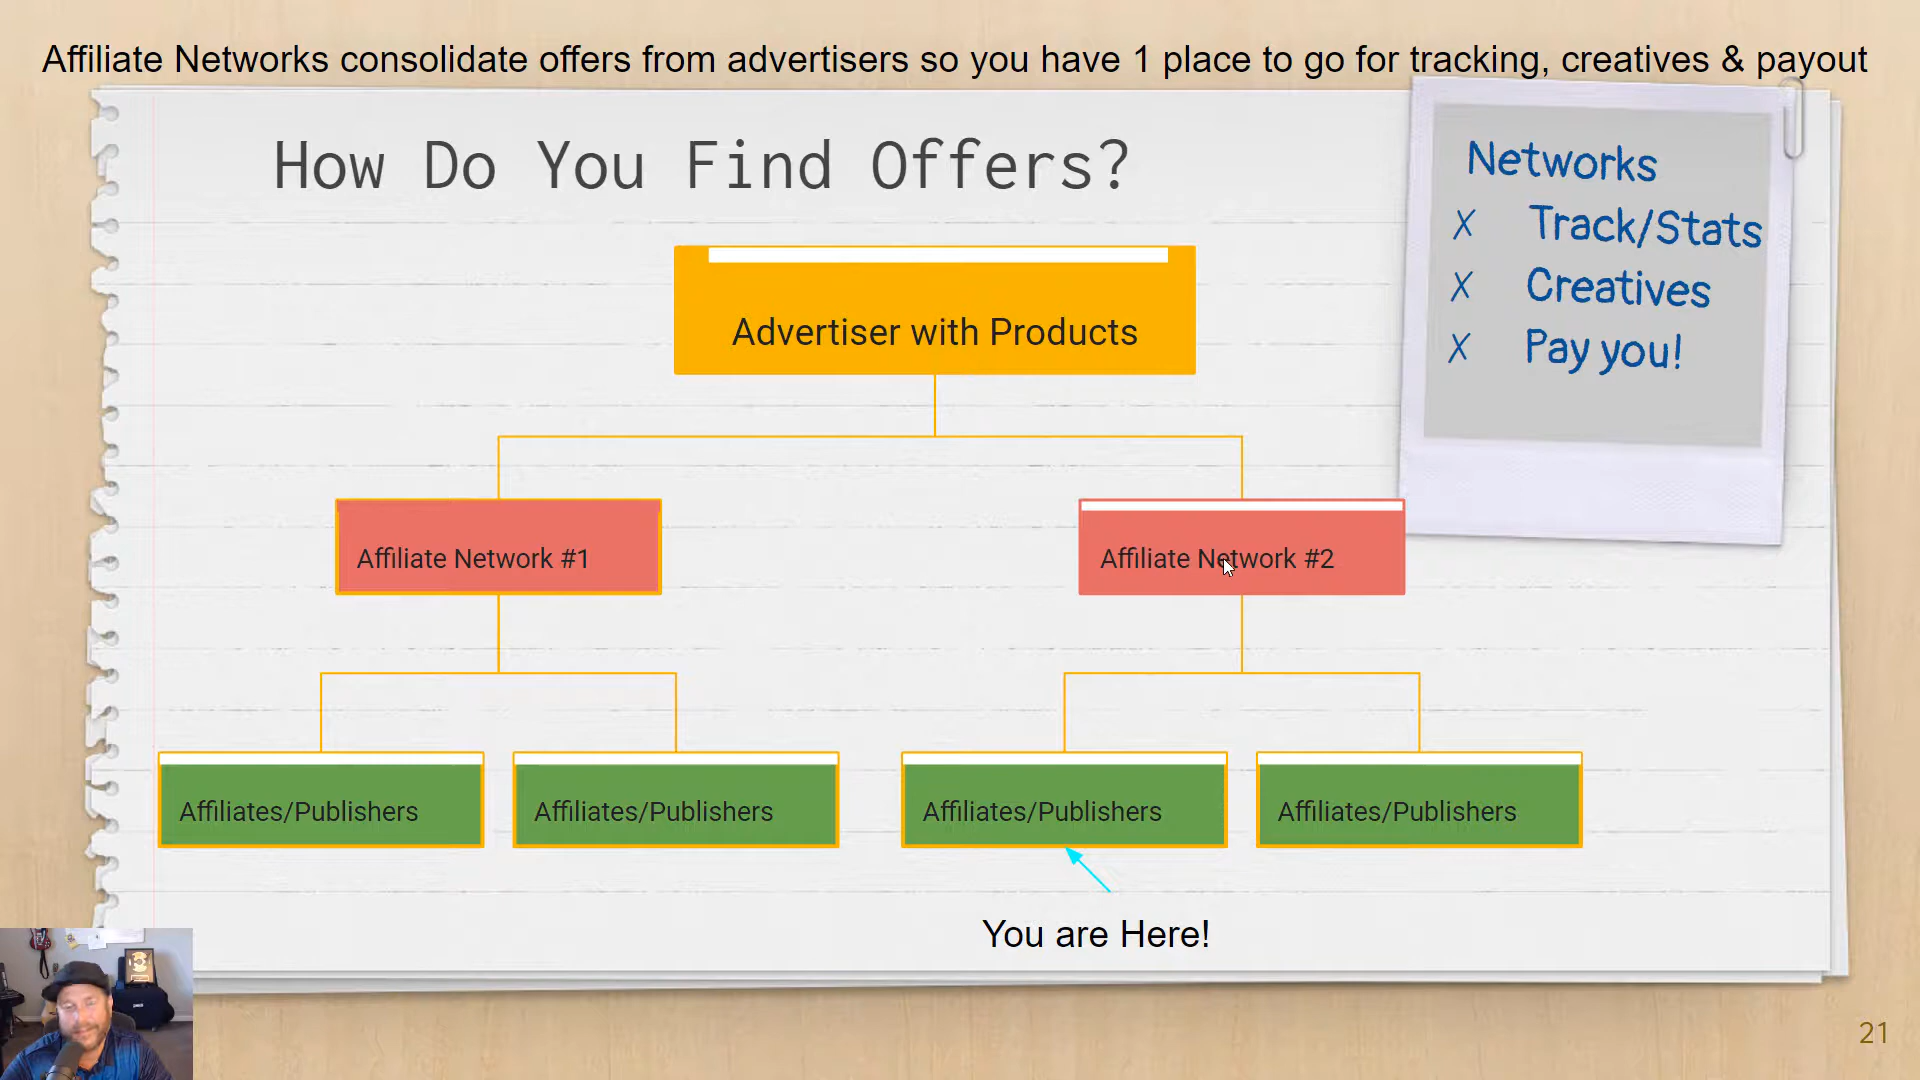 Affiliate Networks consolidate offers from advertisers so you have 1 place to go for tracking, creatives & payout
How Do You Find Offers?
Networks
X Track/Stats
X Creatives
X Pay you!
Advertiser with Products
Affiliate Network #1
Affiliate Network #2
Affiliates/Publishers
Affiliates/Publishers
Affiliates/Publishers
Affiliates/Publishers
You are Here!
21